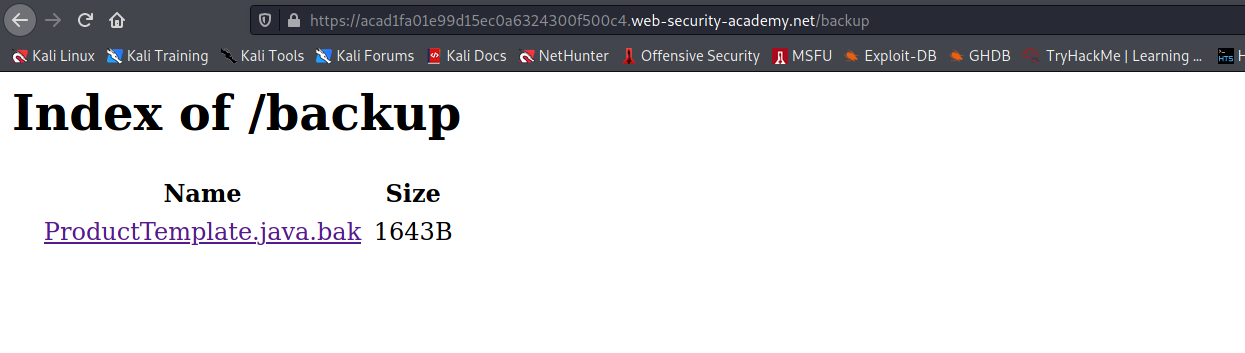 https://acad1fa01e99d15ec0a6324300f500c4.web-security-academy.net/backup
Kali Linux Kali Training Kali Tools Kali Forums Kali Docs NetHunter Offensive Security MSFU Exploit-DB GHDB TryHackMe | Learning ... HTS H
Index of /backup
Name Size
ProductTemplate.java.bak 1643B